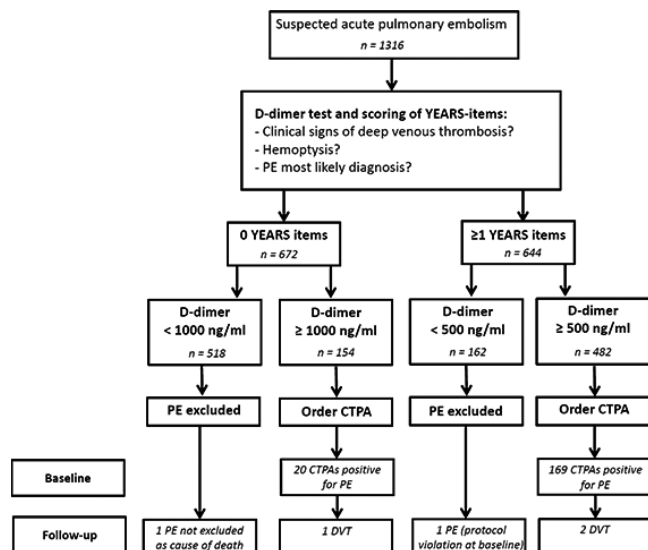 Suspected acute pulmonary embolism
n = 1316
D-dimer test and scoring of YEARS-items:
- Clinical signs of deep venous thrombosis?
- Hemoptysis?
- PE most likely diagnosis?
0 YEARS items
n = 672
≥1 YEARS items
n = 644
D-dimer
< 1000 ng/ml
n = 518
D-dimer
≥ 1000 ng/ml
n = 154
D-dimer
< 500 ng/ml
n = 162
D-dimer
≥ 500 ng/ml
n = 482
PE excluded
Order CTPA
PE excluded
Order CTPA
Baseline
20 CTPAs positive
for PE
169 CTPAs positive
for PE
Follow-up
1 PE not excluded
as cause of death
1 DVT
1 PE (protocol
violation at baseline)
2 DVT